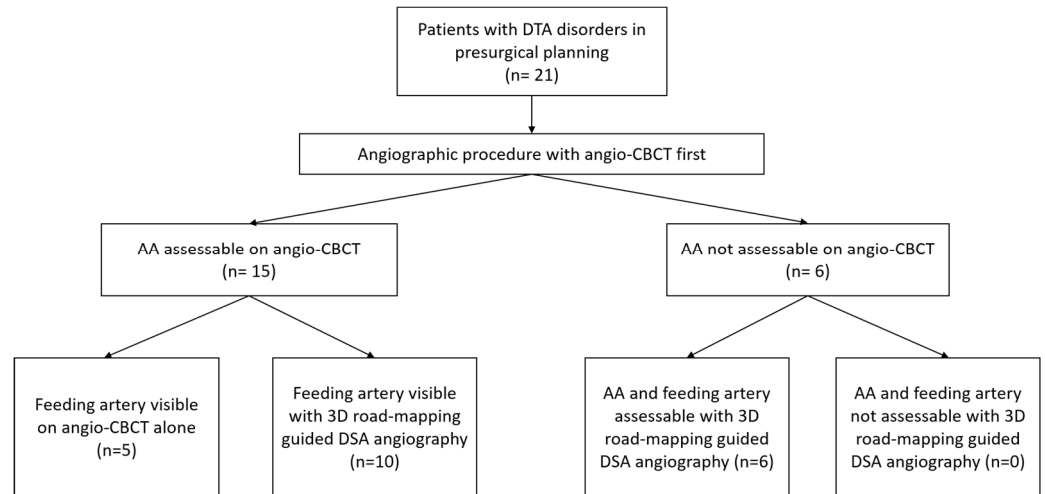 Patients with DTA disorders in
presurgical planning
(n= 21)
Angiographic procedure with angio-CBCT first
AA assessable on angio-CBCT
(n= 15)
AA not assessable on angio-CBCT
(n= 6)
Feeding artery visible
on angio-CBCT alone
(n=5)
Feeding artery visible
with 3D road-mapping
guided DSA angiography
(n=10)
AA and feeding artery
assessable with 3D
road-mapping guided
DSA angiography (n=6)
AA and feeding artery
not assessable with 3D
road-mapping guided
DSA angiography (n=0)